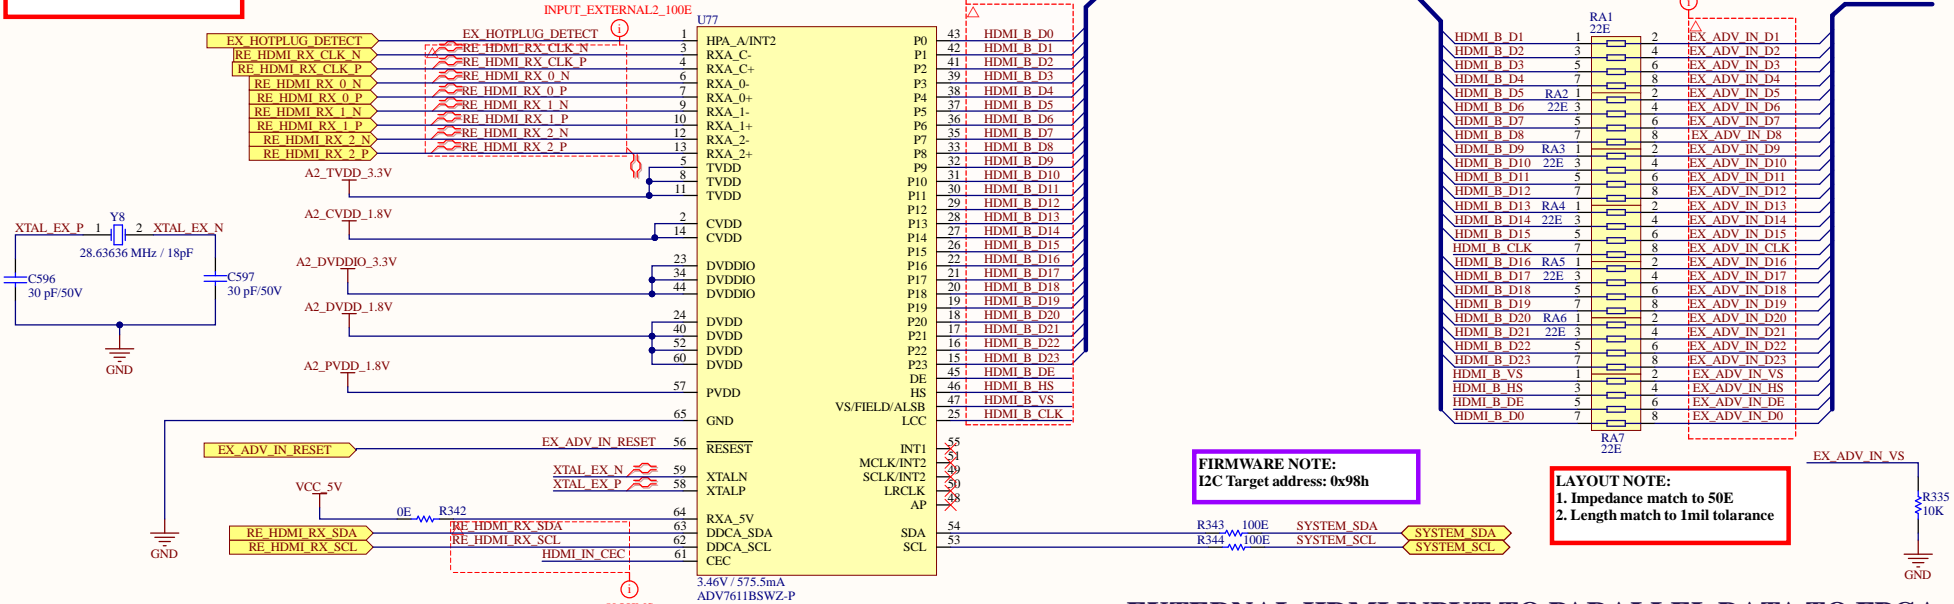 INPUT_EXTERNAL2_100E
U77
EX_HOTPLUG_DETECT EX_HOTPLUG_DETECT 1 HPA_A/INT2 P0 43 HDMI_B_D0
RE_HDMI_RX_CLK_N RE_HDMI_RX_CLK_N 3 RXA_C- P1 42 HDMI_B_D1
RE_HDMI_RX_CLK_P RE_HDMI_RX_CLK_P 4 RXA_C+ P2 41 HDMI_B_D2
RE_HDMI_RX_0_N RE_HDMI_RX_0_N 6 RXA_0- P3 39 HDMI_B_D3
RE_HDMI_RX_0_P RE_HDMI_RX_0_P 7 RXA_0+ P4 38 HDMI_B_D4
RE_HDMI_RX_1_N RE_HDMI_RX_1_N 9 RXA_1- P5 37 HDMI_B_D5
RE_HDMI_RX_1_P RE_HDMI_RX_1_P 10 RXA_1+ P6 36 HDMI_B_D6
RE_HDMI_RX_2_N RE_HDMI_RX_2_N 12 RXA_2- P7 35 HDMI_B_D7
RE_HDMI_RX_2_P RE_HDMI_RX_2_P 13 RXA_2+ P8 33 HDMI_B_D8
5 TVDD P9 32 HDMI_B_D9
A2_TVDD_3.3V 8 TVDD P10 31 HDMI_B_D10
11 TVDD P11 30 HDMI_B_D11
P12 29 HDMI_B_D12
A2_CVDD_1.8V 2 CVDD P13 28 HDMI_B_D13
14 CVDD P14 27 HDMI_B_D14
P15 26 HDMI_B_D15
A2_DVDDIO_3.3V 23 DVDDIO P16 22 HDMI_B_D16
34 DVDDIO P17 21 HDMI_B_D17
44 DVDDIO P18 20 HDMI_B_D18
P19 19 HDMI_B_D19
A2_DVDD_1.8V 24 DVDD P20 18 HDMI_B_D20
40 DVDD P21 17 HDMI_B_D21
52 DVDD P22 16 HDMI_B_D22
60 DVDD P23 15 HDMI_B_D23
DE 45 HDMI_B_DE
A2_PVDD_1.8V 57 PVDD HS 46 HDMI_B_HS
VS/FIELD/ALSB 47 HDMI_B_VS
65 GND LCC 25 HDMI_B_CLK
EX_ADV_IN_RESET EX_ADV_IN_RESET 56 RESEST INT1 55
MCLK/INT2 51
XTAL_EX_N 59 XTALN SCLK/INT2 49
XTAL_EX_P 58 XTALP LRCLK 50
AP 48
VCC_5V 0E R342 64 RXA_5V
RE_HDMI_RX_SDA RE_HDMI_RX_SDA 63 DDCA_SDA SDA 54 R343 100E SYSTEM_SDA SYSTEM_SDA
RE_HDMI_RX_SCL RE_HDMI_RX_SCL 62 DDCA_SCL SCL 53 R344 100E SYSTEM_SCL SYSTEM_SCL
HDMI_IN_CEC 61 CEC
3.46V / 575.5mA
ADV7611BSWZ-P
GND
Y8
XTAL_EX_P 1 2 XTAL_EX_N
28.63636 MHz / 18pF
C596
30 pF/50V
C597
30 pF/50V
GND
RA1
22E
HDMI_B_D1 1 2 EX_ADV_IN_D1
HDMI_B_D2 3 4 EX_ADV_IN_D2
HDMI_B_D3 5 6 EX_ADV_IN_D3
HDMI_B_D4 7 8 EX_ADV_IN_D4
HDMI_B_D5 RA2 1 2 EX_ADV_IN_D5
HDMI_B_D6 22E 3 4 EX_ADV_IN_D6
HDMI_B_D7 5 6 EX_ADV_IN_D7
HDMI_B_D8 7 8 EX_ADV_IN_D8
HDMI_B_D9 RA3 1 2 EX_ADV_IN_D9
HDMI_B_D10 22E 3 4 EX_ADV_IN_D10
HDMI_B_D11 5 6 EX_ADV_IN_D11
HDMI_B_D12 7 8 EX_ADV_IN_D12
HDMI_B_D13 RA4 1 2 EX_ADV_IN_D13
HDMI_B_D14 22E 3 4 EX_ADV_IN_D14
HDMI_B_D15 5 6 EX_ADV_IN_D15
HDMI_B_CLK 7 8 EX_ADV_IN_CLK
HDMI_B_D16 RA5 1 2 EX_ADV_IN_D16
HDMI_B_D17 22E 3 4 EX_ADV_IN_D17
HDMI_B_D18 5 6 EX_ADV_IN_D18
HDMI_B_D19 7 8 EX_ADV_IN_D19
HDMI_B_D20 RA6 1 2 EX_ADV_IN_D20
HDMI_B_D21 22E 3 4 EX_ADV_IN_D21
HDMI_B_D22 5 6 EX_ADV_IN_D22
HDMI_B_D23 7 8 EX_ADV_IN_D23
HDMI_B_VS 1 2 EX_ADV_IN_VS
HDMI_B_HS 3 4 EX_ADV_IN_HS
HDMI_B_DE 5 6 EX_ADV_IN_DE
HDMI_B_D0 7 8 EX_ADV_IN_D0
RA7
22E
FIRMWARE NOTE:
I2C Target address: 0x98h
LAYOUT NOTE:
1. Impedance match to 50E
2. Length match to 1mil tolarance
EX_ADV_IN_VS
R335
10K
GND
EXTERNAL HDMI INPUT TO PARALLEL DATA TO FPGA